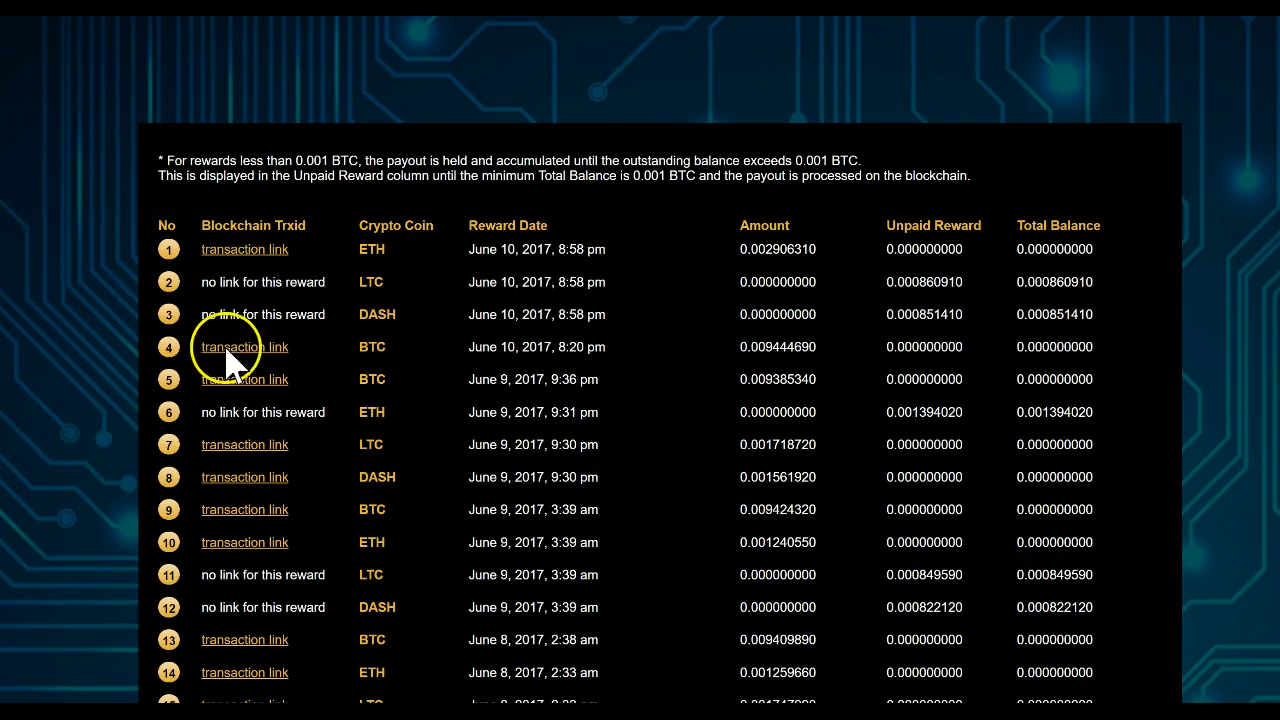 * For rewards less than 0.001 BTC, the payout is held and accumulated until the outstanding balance exceeds 0.001 BTC.
This is displayed in the Unpaid Reward column until the minimum Total Balance is 0.001 BTC and the payout is processed on the blockchain.
No Blockchain Trxid Crypto Coin Reward Date Amount Unpaid Reward Total Balance
1 transaction link ETH June 10, 2017, 8:58 pm 0.002906310 0.000000000 0.000000000
2 no link for this reward LTC June 10, 2017, 8:58 pm 0.000000000 0.000860910 0.000860910
3 no link for this reward DASH June 10, 2017, 8:58 pm 0.000000000 0.000851410 0.000851410
4 transaction link BTC June 10, 2017, 8:20 pm 0.009444690 0.000000000 0.000000000
5 transaction link BTC June 9, 2017, 9:36 pm 0.009385340 0.000000000 0.000000000
6 no link for this reward ETH June 9, 2017, 9:31 pm 0.000000000 0.001394020 0.001394020
7 transaction link LTC June 9, 2017, 9:30 pm 0.001718720 0.000000000 0.000000000
8 transaction link DASH June 9, 2017, 9:30 pm 0.001561920 0.000000000 0.000000000
9 transaction link BTC June 9, 2017, 3:39 am 0.009424320 0.000000000 0.000000000
10 transaction link ETH June 9, 2017, 3:39 am 0.001240550 0.000000000 0.000000000
11 no link for this reward LTC June 9, 2017, 3:39 am 0.000000000 0.000849590 0.000849590
12 no link for this reward DASH June 9, 2017, 3:39 am 0.000000000 0.000822120 0.000822120
13 transaction link BTC June 8, 2017, 2:38 am 0.009409890 0.000000000 0.000000000
14 transaction link ETH June 8, 2017, 2:33 am 0.001259660 0.000000000 0.000000000